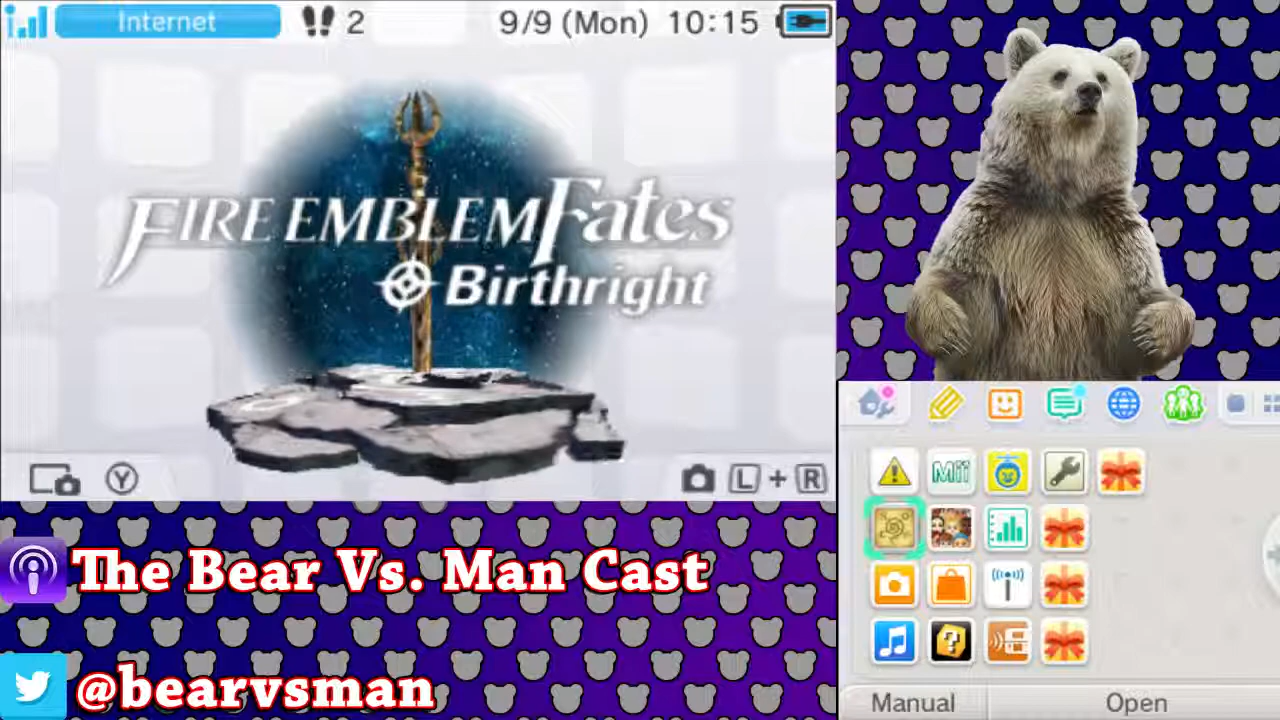 Internet 2 9/9 (Mon) 10:15
FIRE EMBLEM Fates
Birthright
Y L + R
Mii
?
Manual Open
The Bear Vs. Man Cast
@bearvsman